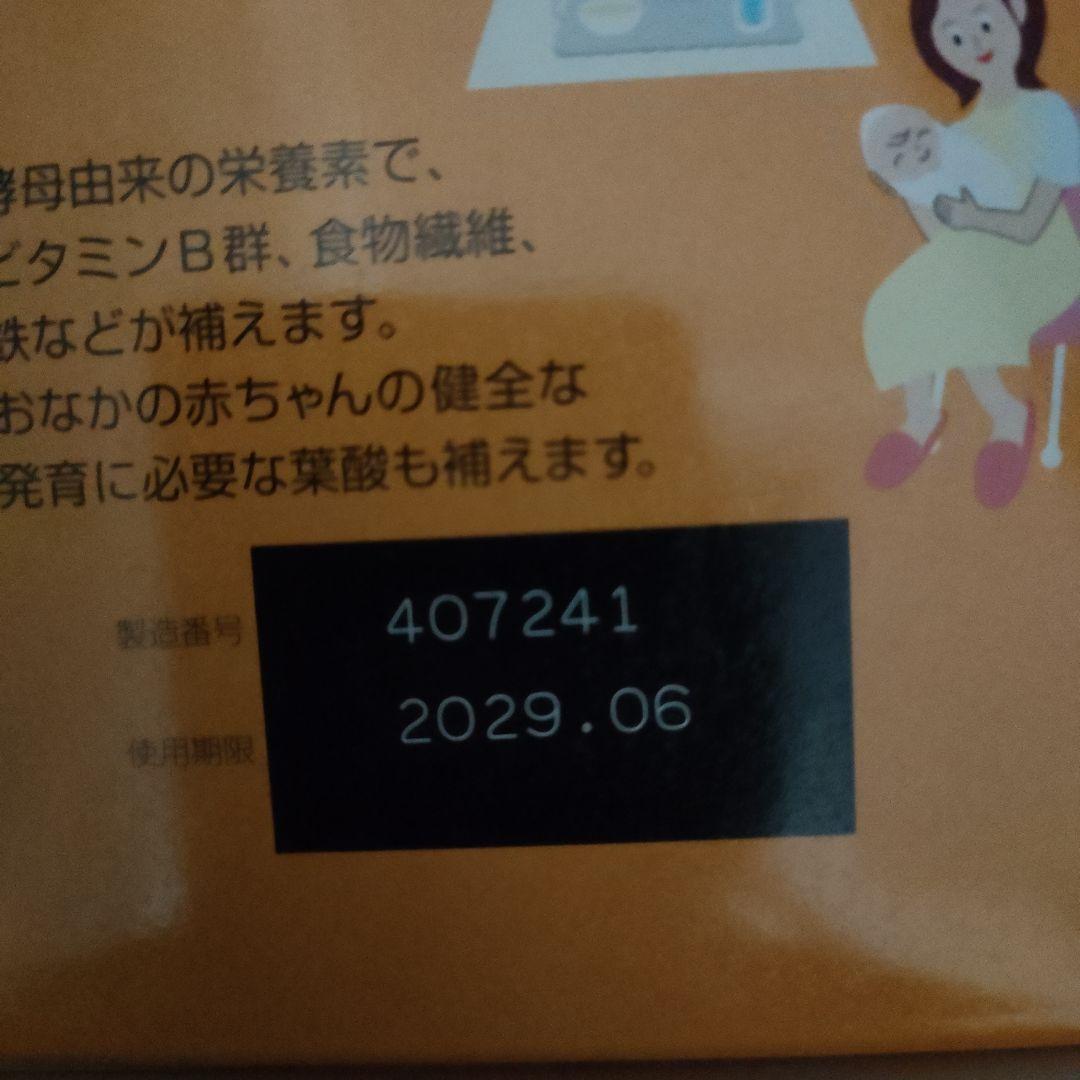 酵母由来の栄養素で、
ビタミンB群、食物繊維、
鉄などが補えます。
おなかの赤ちゃんの健全な
発育に必要な葉酸も補えます。
製造番号 407241
使用期限 2029.06